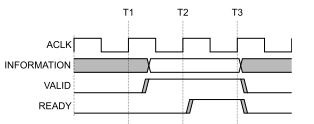 T1 T2 T3
ACLK
INFORMATION
VALID
READY